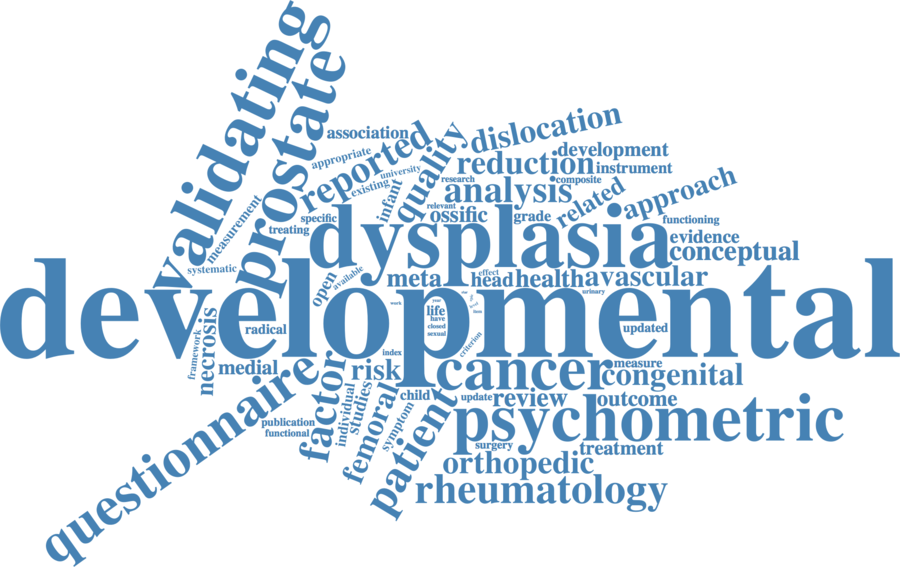 validating
prostate
association
appropriate
reported
existing
university
infant
quality
dislocation
development
reduction
instrument
research
composite
analysis
related
approach
relevant
ossific
grade
functioning
measurement
specific
treating
dysplasia
evidence
conceptual
systematic
open
available
meta
effect
head
health
avascular
urinary
developmental
work
year
life
have
closed
sexual
item
updated
radical
necrosis
framework
medial
index
criterion
factor
risk
cancer
measure
congenital
questionnaire
individual
studies
femoral
child
symptom
patient
update
review
outcome
publication
functional
psychometric
surgery
treatment
orthopedic
rheumatology